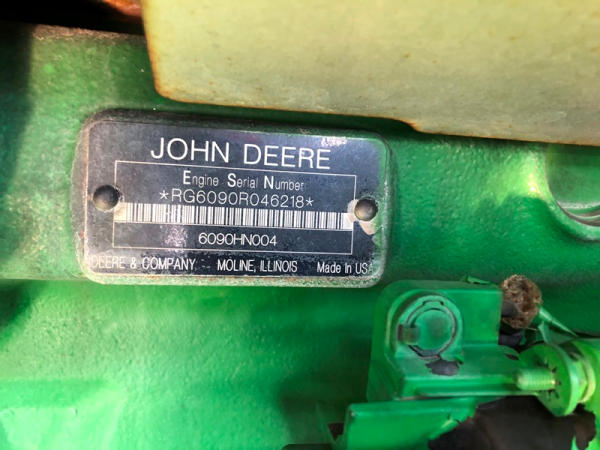 JOHN DEERE
Engine Serial Number
*RG6090R046218*
6090HN004
DEERE & COMPANY MOLINE, ILLINOIS Made In USA